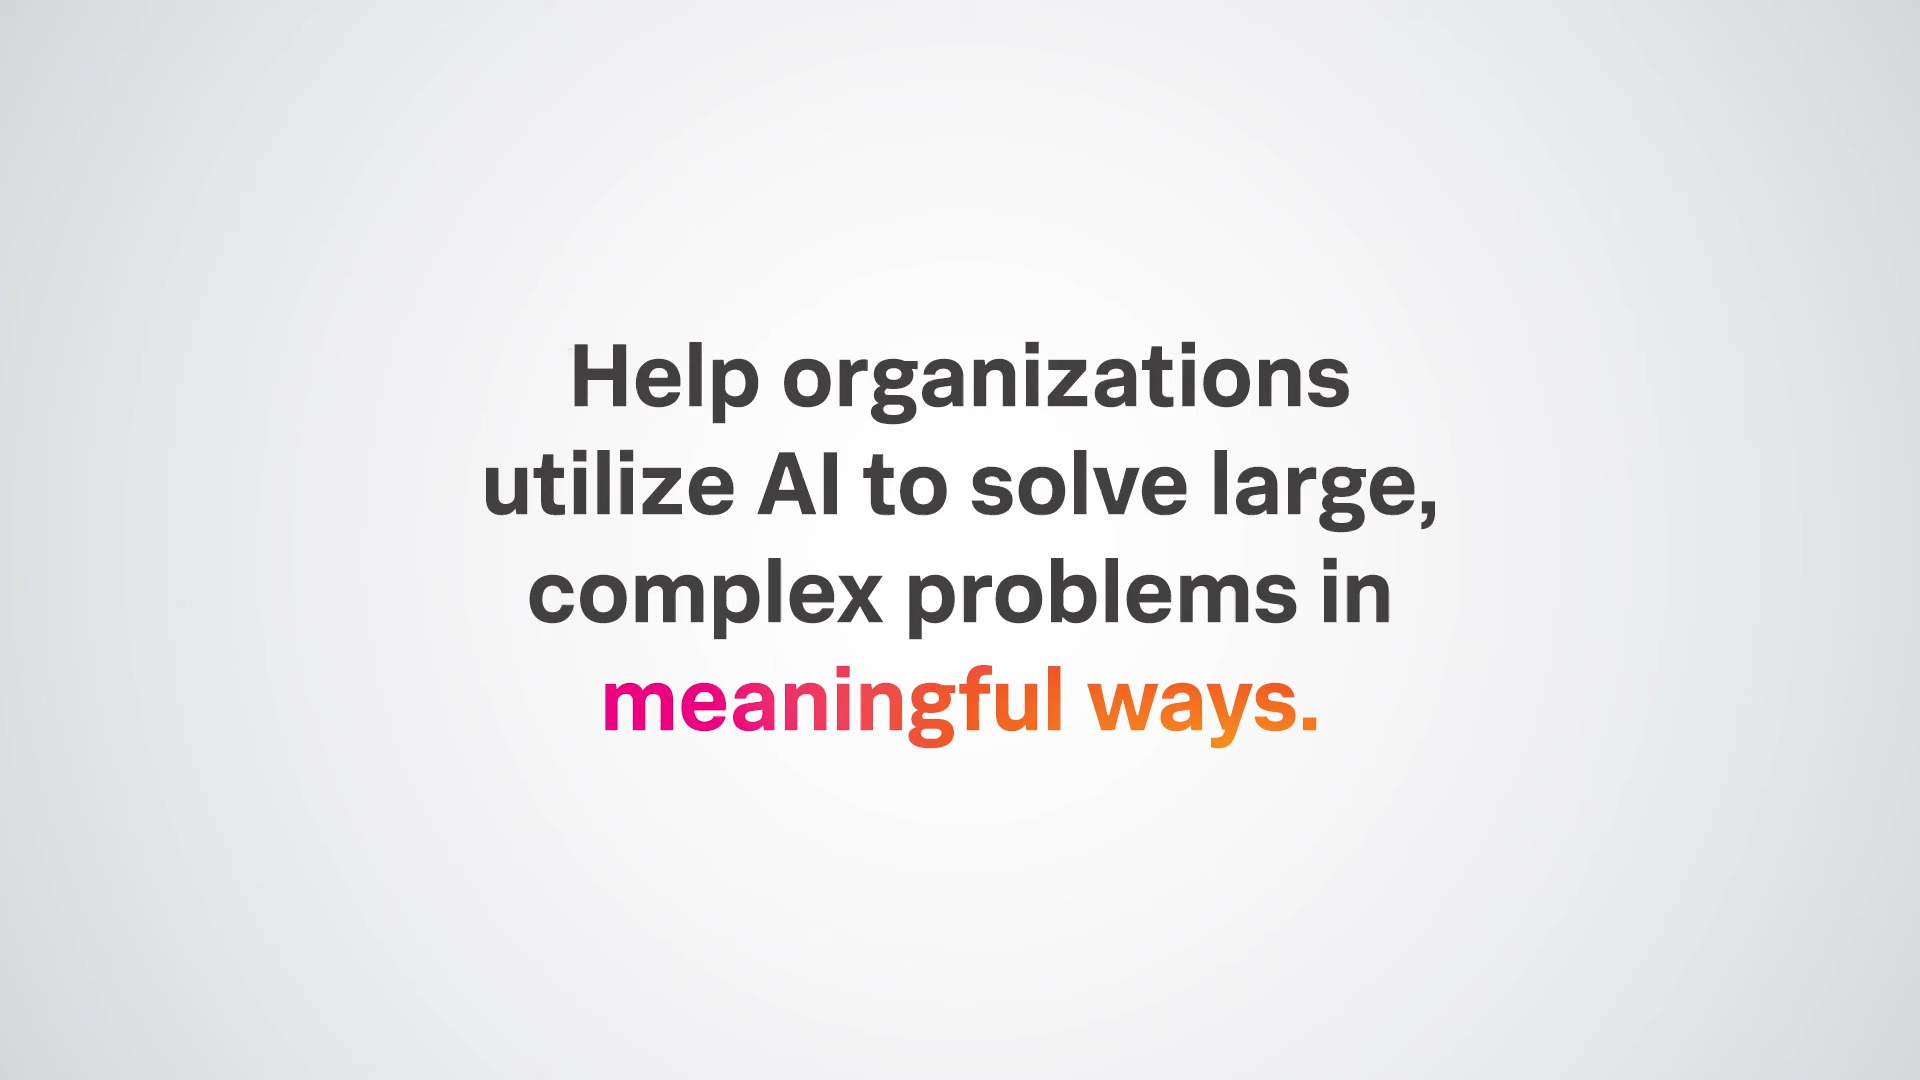 Help organizations
utilize AI to solve large,
complex problems in
meaningful ways.